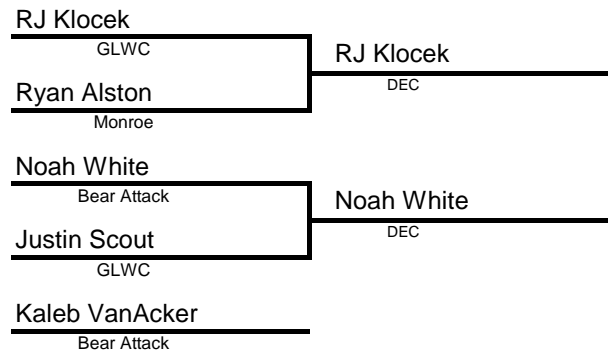 RJ Klocek
GLWC
RJ Klocek
DEC
Ryan Alston
Monroe
Noah White
Bear Attack
Noah White
DEC
Justin Scout
GLWC
Kaleb VanAcker
Bear Attack